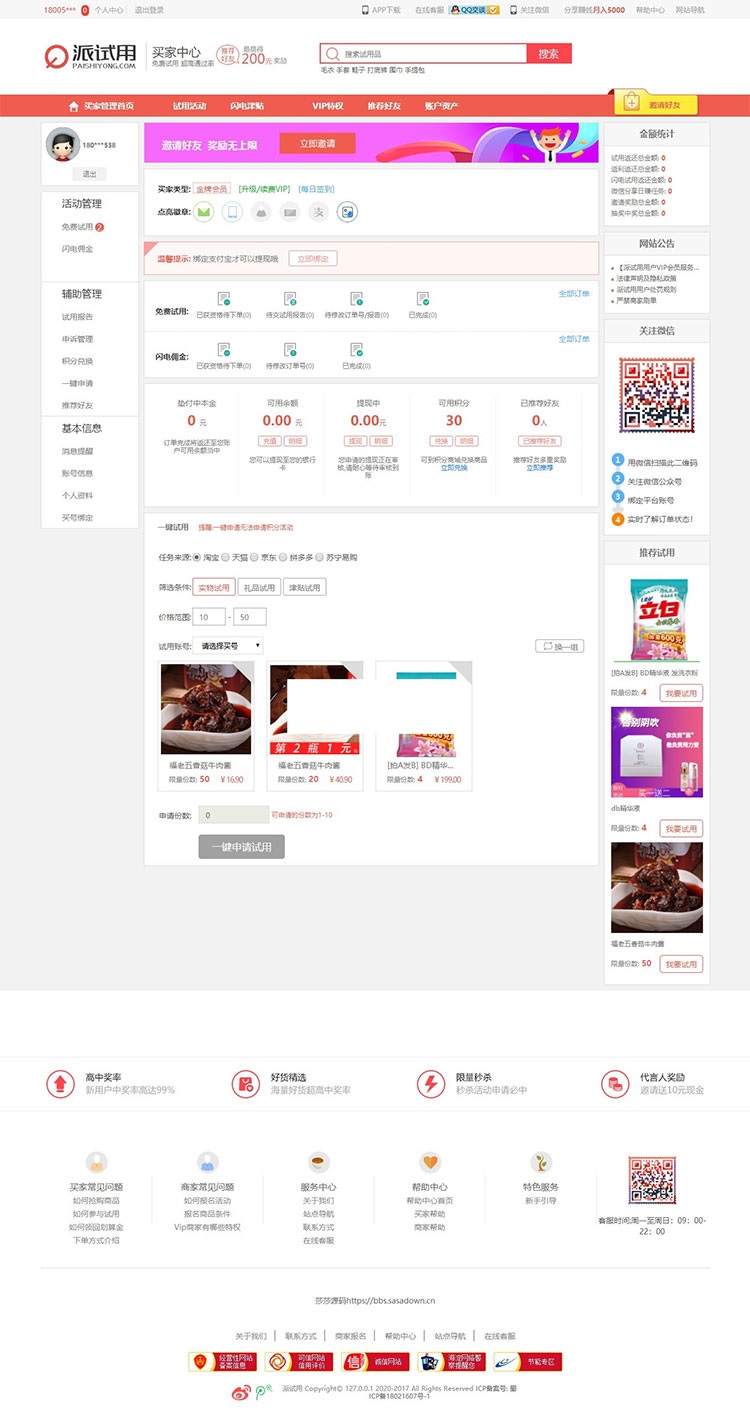 18005*** 0 个人中心 退出登录 APP下载 在线客服 QQ交谈 关注微信 分享赚钱月入5000 帮助中心 网站导航
派试用
PAISHIYONG.COM
买家中心
免费试用 超高通过率
推荐好友
最高得
200元 奖励
搜索试用品
搜索
毛衣 手套 鞋子 打底裤 围巾 手提包
买家管理首页 试用活动 闪电津贴 VIP特权 推荐好友 账户资产 邀请好友
180***538
退出
活动管理
免费试用 2
闪电佣金
辅助管理
试用报告
申诉管理
积分兑换
一键申请
推荐好友
基本信息
消息提醒
账号信息
个人资料
买号绑定
邀请好友 奖励无上限 立即邀请
买家类型: 金牌会员 [升级/续费VIP] [每日签到]
点亮徽章:
温馨提示: 绑定支付宝才可以提现哦 立即绑定
全部订单
免费试用: 已获资格待下单(0) 待交试用报告(0) 待修改订单号/报告(0) 已完成(0)
全部订单
闪电佣金: 已获资格待下单(0) 待修改订单号(0) 已完成(0)
垫付中本金
0 元
订单完成将返还至您账
户可用余额当中
可用余额
0.00 元
充值 明细
您可以提现至您的银行
卡
提现中
0.00元
提现 明细
您申请的提现正在审
核,请耐心等待审核到
账
可用积分
30
兑换 明细
可到积分商城兑换商品
立即兑换
已推荐好友
0人
已推荐好友
推荐好友多重奖励
立即推荐
一键试用 提醒:一键申请无法申请积分活动
任务来源: 淘宝 天猫 京东 拼多多 苏宁易购
筛选条件: 实物试用 礼品试用 津贴试用
价格范围: 10 - 50
试用账号: 请选择买号 换一组
第2瓶1元
福老五香菇牛肉酱
限量份数: 50 ¥16.90
福老五香菇牛肉酱
限量份数: 20 ¥40.90
[拍A发B] BD精华...
限量份数: 4 ¥199.00
申请份数: 0 可申请的份数为1-10
一键申请试用
金额统计
试用返还总金额: 0
返利返还总金额: 0
闪电试用返还金额: 0
微信分享日赚任务: 0
邀请奖励总金额: 0
抽奖中奖总金额: 0
网站公告
【派试用用户VIP会员服务...
法律声明及隐私政策
派试用用户处罚规则
严禁商家刷单
关注微信
1 用微信扫描此二维码
2 关注微信公众号
3 绑定平台账号
4 实时了解订单状态!
推荐试用
立白
600克
[拍A发B] BD精华液 发洗衣粉
限量份数: 4 我要试用
告别阴吹
买一送二
db精华液
限量份数: 4 我要试用
福老五香菇牛肉酱
限量份数: 50 我要试用
高中奖率
新用户中奖率高达99%
好货精选
海量好货超高中奖率
限量秒杀
秒杀活动申请必中
代言人奖励
邀请送10元现金
买家常见问题
如何抢购商品
如何参与试用
如何领回划算金
下单方式介绍
商家常见问题
如何报名活动
报名商品条件
Vip商家有哪些特权
服务中心
关于我们
站点导航
联系方式
在线客服
帮助中心
帮助中心首页
买家帮助
商家帮助
特色服务
新手引导
客服时间:周一至周日: 09: 00-
22: 00
莎莎源码https://bbs.sasadown.cn
关于我们 | 联系方式 | 商家报名 | 帮助中心 | 站点导航 | 在线客服
经营性网站
备案信息
可信网站
信用评价
诚信网站
网络警
察提醒您
节能专区
派试用 Copyright© 127.0.0.1 2020-2017 All Rights Reserved ICP备案号: 蜀
ICP备18021607号-1